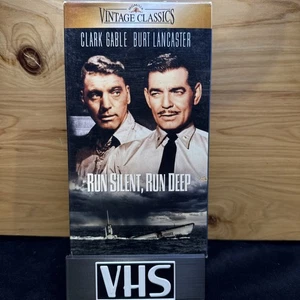 VINTAGE CLASSICS
CLARK GABLE BURT LANCASTER
RUN SILENT, RUN DEEP
VHS